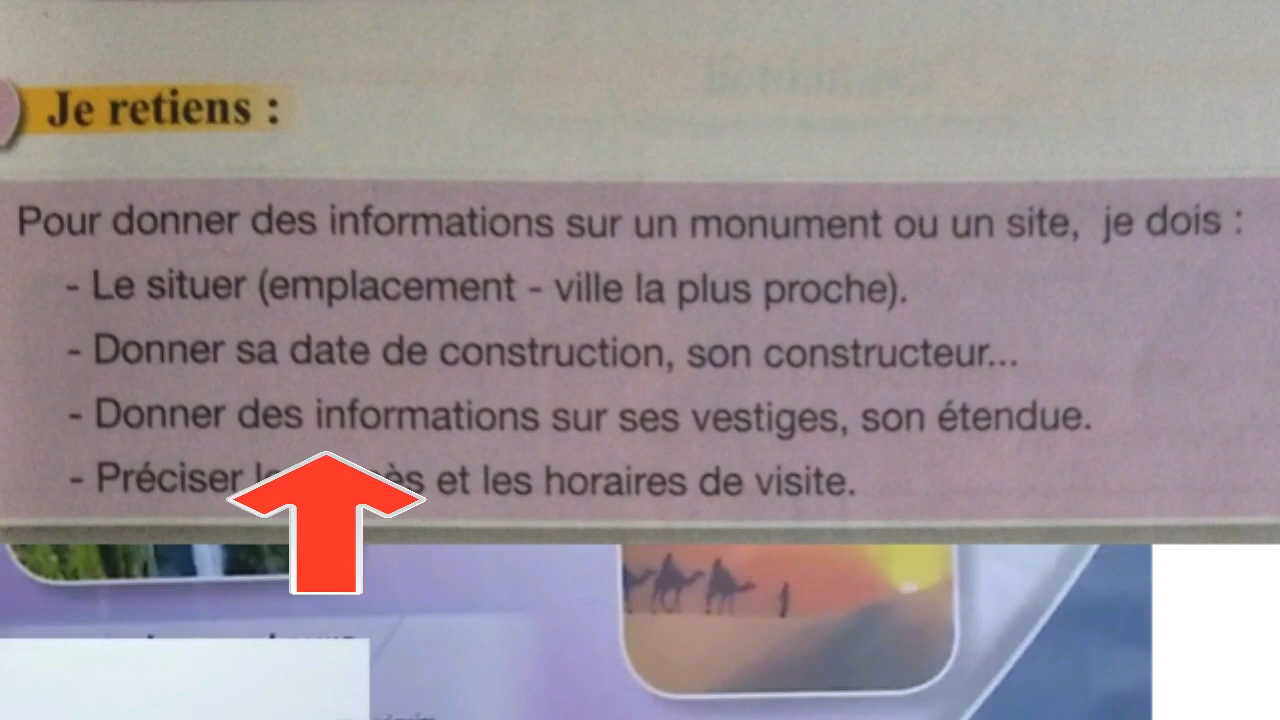 Je retiens :
Pour donner des informations sur un monument ou un site, je dois :
- Le situer (emplacement - ville la plus proche).
- Donner sa date de construction, son constructeur...
- Donner des informations sur ses vestiges, son étendue.
- Préciser et les horaires de visite.